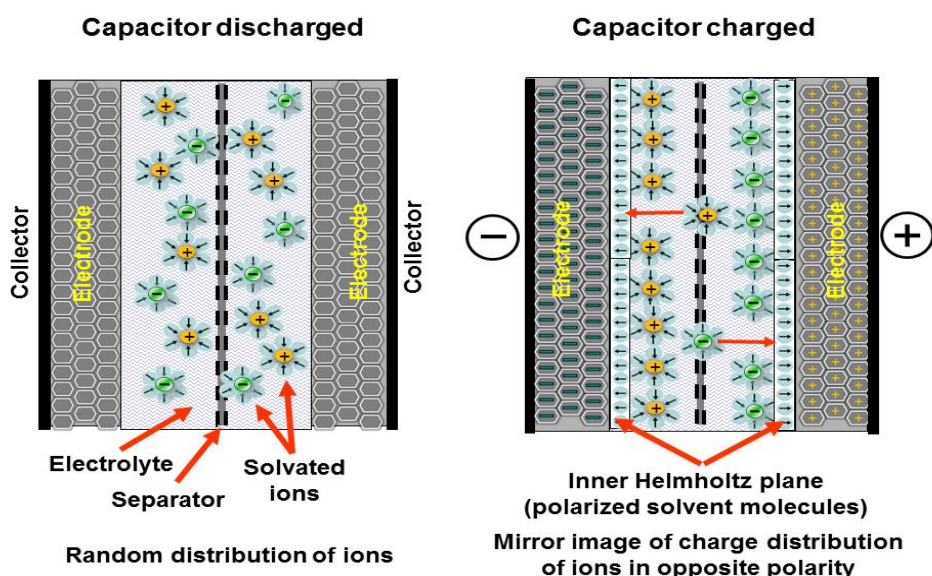 Capacitor discharged
Capacitor charged
Collector
Electrode
Electrode
Collector
Electrode
Electrode
Electrolyte
Separator
Solvated
ions
Inner Helmholtz plane
(polarized solvent molecules)
Random distribution of ions
Mirror image of charge distribution
of ions in opposite polarity